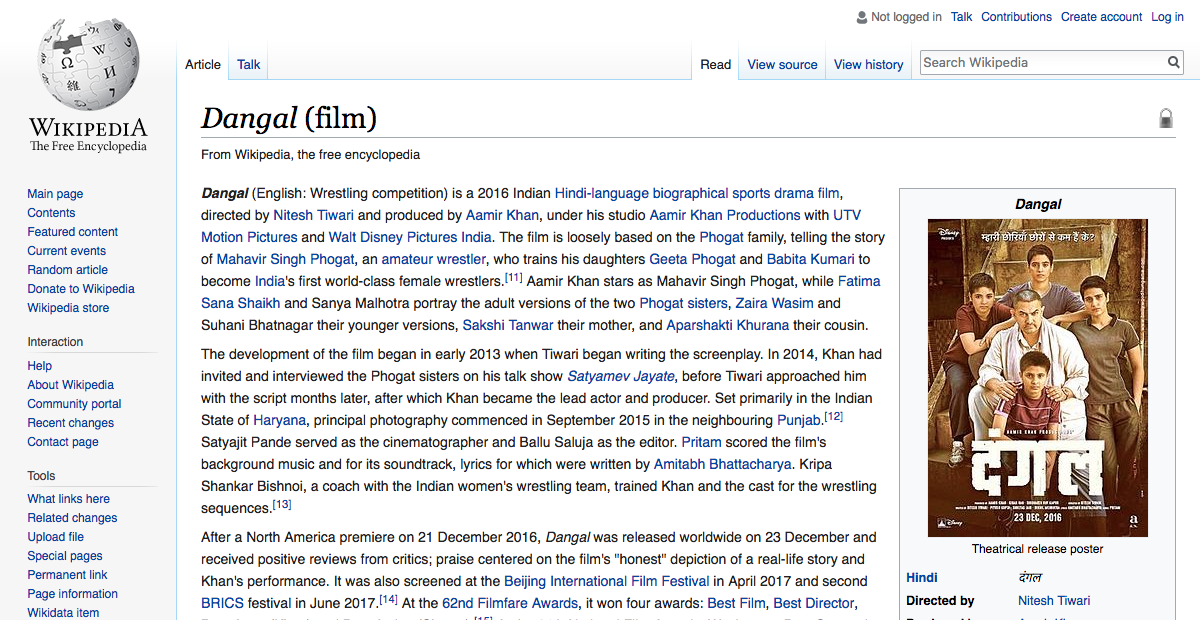 Not logged in Talk Contributions Create account Log in
Article Talk Read View source View history Search Wikipedia
WIKIPEDIA
The Free Encyclopedia
Main page
Contents
Featured content
Current events
Random article
Donate to Wikipedia
Wikipedia store
Interaction
Help
About Wikipedia
Community portal
Recent changes
Contact page
Tools
What links here
Related changes
Upload file
Special pages
Permanent link
Page information
Wikidata item
Dangal (film)
From Wikipedia, the free encyclopedia
Dangal (English: Wrestling competition) is a 2016 Indian Hindi-language biographical sports drama film,
directed by Nitesh Tiwari and produced by Aamir Khan, under his studio Aamir Khan Productions with UTV
Motion Pictures and Walt Disney Pictures India. The film is loosely based on the Phogat family, telling the story
of Mahavir Singh Phogat, an amateur wrestler, who trains his daughters Geeta Phogat and Babita Kumari to
become India's first world-class female wrestlers.[11] Aamir Khan stars as Mahavir Singh Phogat, while Fatima
Sana Shaikh and Sanya Malhotra portray the adult versions of the two Phogat sisters, Zaira Wasim and
Suhani Bhatnagar their younger versions, Sakshi Tanwar their mother, and Aparshakti Khurana their cousin.
The development of the film began in early 2013 when Tiwari began writing the screenplay. In 2014, Khan had
invited and interviewed the Phogat sisters on his talk show Satyamev Jayate, before Tiwari approached him
with the script months later, after which Khan became the lead actor and producer. Set primarily in the Indian
State of Haryana, principal photography commenced in September 2015 in the neighbouring Punjab.[12]
Satyajit Pande served as the cinematographer and Ballu Saluja as the editor. Pritam scored the film's
background music and for its soundtrack, lyrics for which were written by Amitabh Bhattacharya. Kripa
Shankar Bishnoi, a coach with the Indian women's wrestling team, trained Khan and the cast for the wrestling
sequences.[13]
After a North America premiere on 21 December 2016, Dangal was released worldwide on 23 December and
received positive reviews from critics; praise centered on the film's "honest" depiction of a real-life story and
Khan's performance. It was also screened at the Beijing International Film Festival in April 2017 and second
BRICS festival in June 2017.[14] At the 62nd Filmfare Awards, it won four awards: Best Film, Best Director,
Dangal
Disney
म्हारी छोरियाँ छोरों से कम हैं के?
दंगल
23 DEC, 2016
Disney
Theatrical release poster
Hindi दंगल
Directed by Nitesh Tiwari